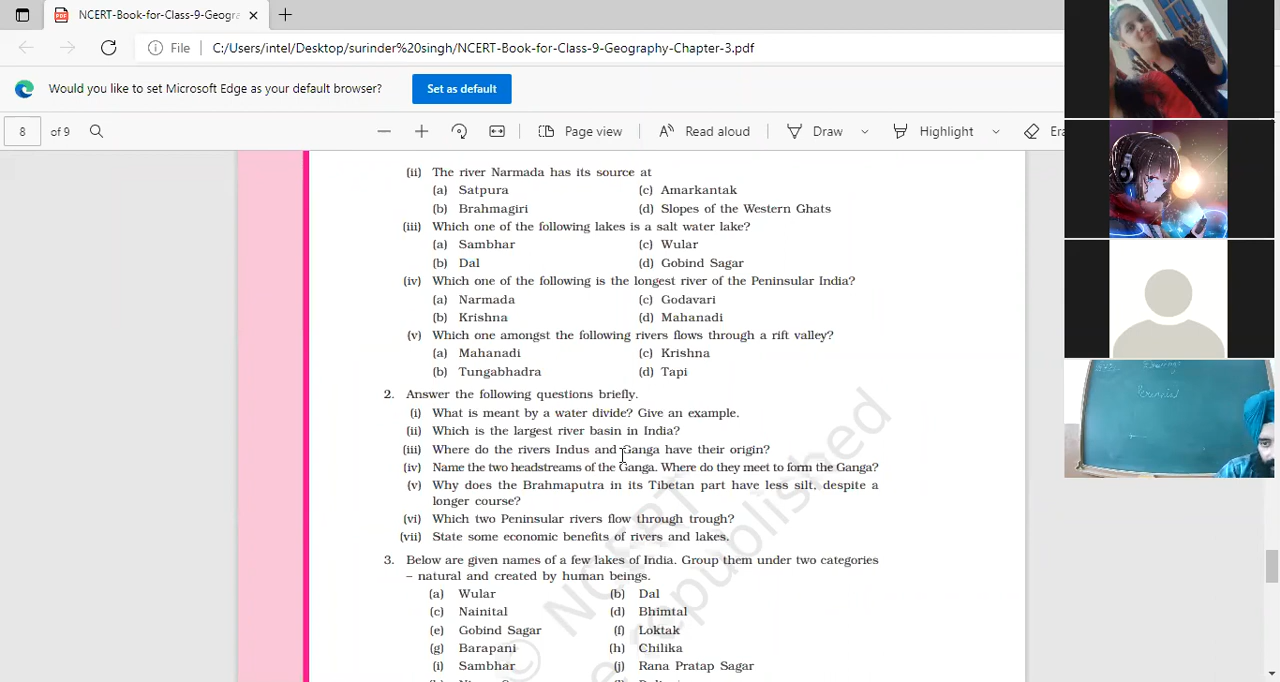 NCERT-Book-for-Class-9-Geogra
File C:/Users/intel/Desktop/surinder%20singh/NCERT-Book-for-Class-9-Geography-Chapter-3.pdf
Would you like to set Microsoft Edge as your default browser? Set as default
8 of 9 Page view Read aloud Draw Highlight Era
(ii) The river Narmada has its source at
(a) Satpura (c) Amarkantak
(b) Brahmagiri (d) Slopes of the Western Ghats
(iii) Which one of the following lakes is a salt water lake?
(a) Sambhar (c) Wular
(b) Dal (d) Gobind Sagar
(iv) Which one of the following is the longest river of the Peninsular India?
(a) Narmada (c) Godavari
(b) Krishna (d) Mahanadi
(v) Which one amongst the following rivers flows through a rift valley?
(a) Mahanadi (c) Krishna
(b) Tungabhadra (d) Tapi
2. Answer the following questions briefly.
(i) What is meant by a water divide? Give an example.
(ii) Which is the largest river basin in India?
(iii) Where do the rivers Indus and Ganga have their origin?
(iv) Name the two headstreams of the Ganga. Where do they meet to form the Ganga?
(v) Why does the Brahmaputra in its Tibetan part have less silt, despite a
longer course?
(vi) Which two Peninsular rivers flow through trough?
(vii) State some economic benefits of rivers and lakes.
3. Below are given names of a few lakes of India. Group them under two categories
– natural and created by human beings.
(a) Wular (b) Dal
(c) Nainital (d) Bhimtal
(e) Gobind Sagar (f) Loktak
(g) Barapani (h) Chilika
(i) Sambhar (j) Rana Pratap Sagar
© NCERT
republished